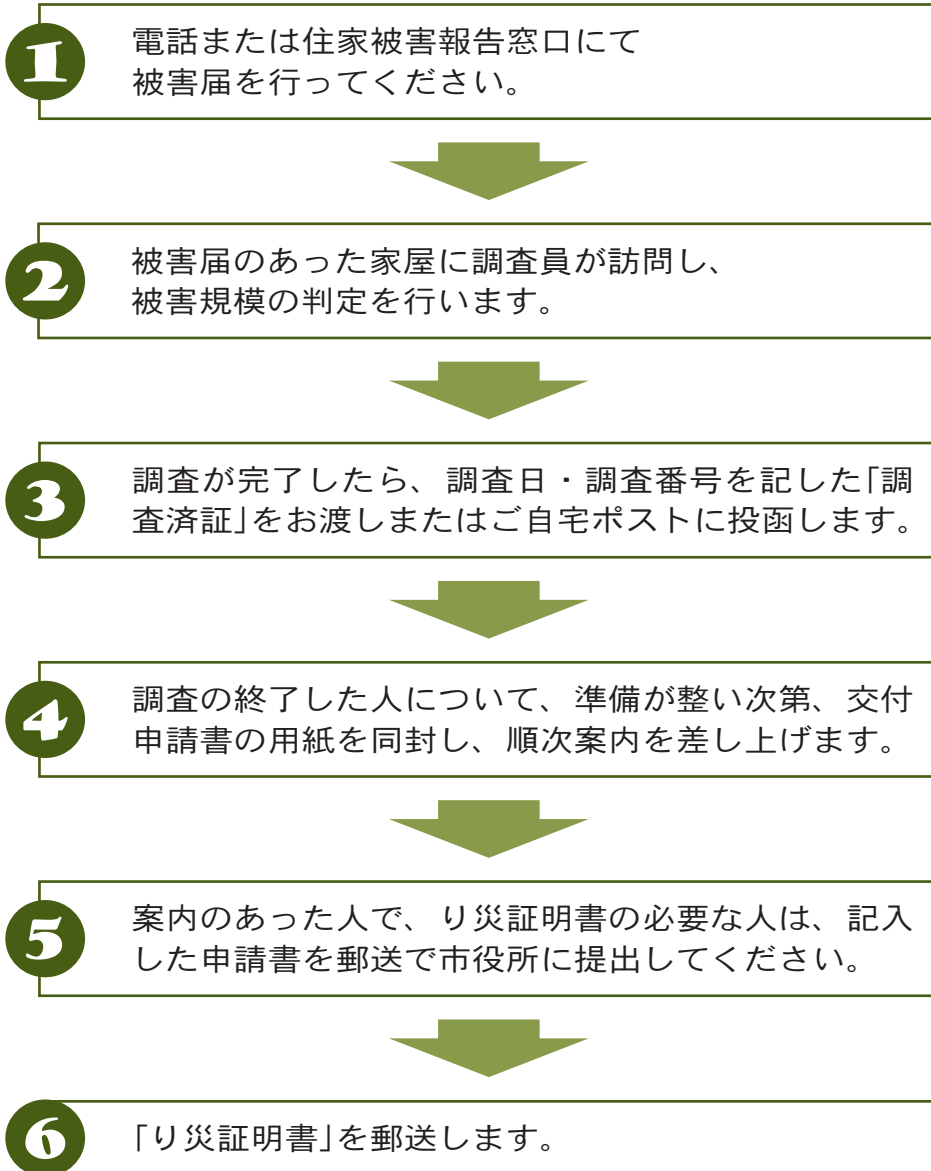 1
電話または住家被害報告窓口にて
被害届を行ってください。
2
被害届のあった家屋に調査員が訪問し、
被害規模の判定を行います。
3
調査が完了したら、調査日・調査番号を記した「調
査済証」をお渡しまたはご自宅ポストに投函します。
4
調査の終了した人について、準備が整い次第、交付
申請書の用紙を同封し、順次案内を差し上げます。
5
案内のあった人で、り災証明書の必要な人は、記入
した申請書を郵送で市役所に提出してください。
6
「り災証明書」を郵送します。